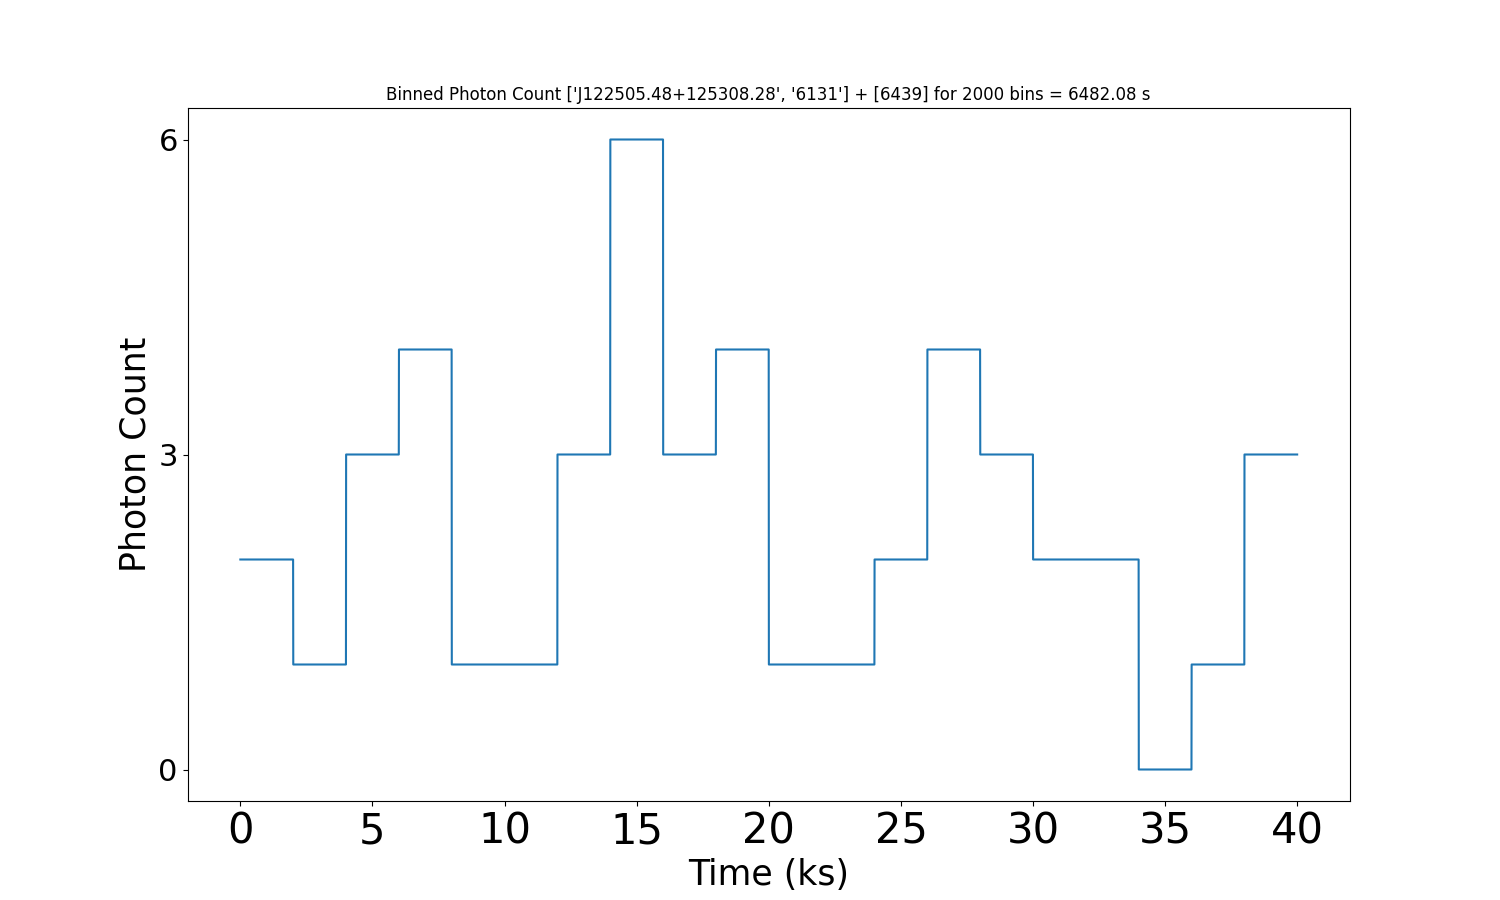 Binned Photon Count ['J122505.48+125308.28', '6131'] + [6439] for 2000 bins = 6482.08 s
6
3
0
Photon Count
0 5 10 15 20 25 30 35 40
Time (ks)